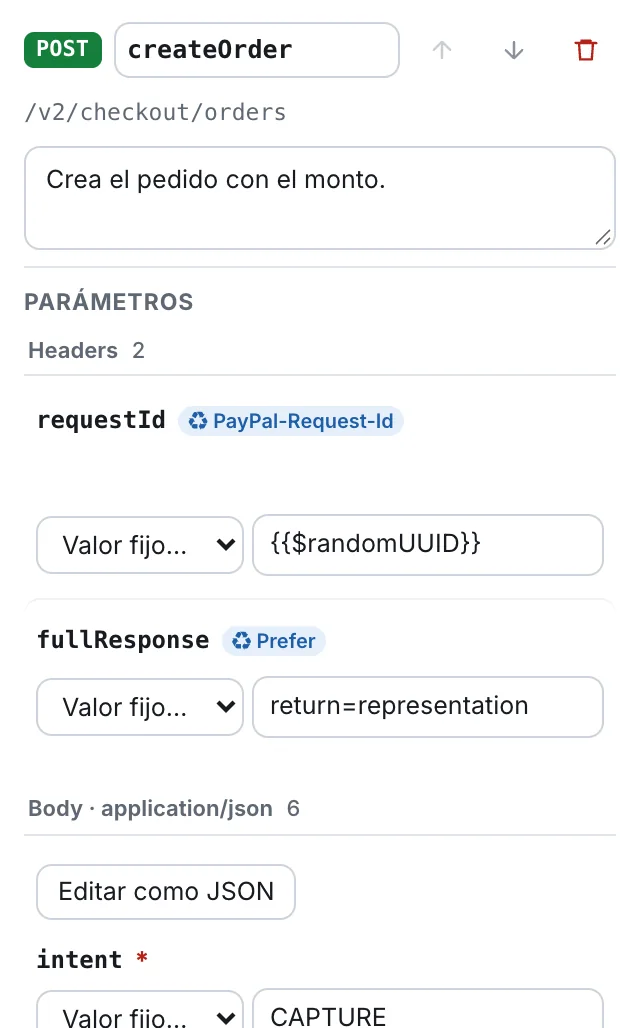 POST createOrder
/v2/checkout/orders
Crea el pedido con el monto.
PARÁMETROS
Headers 2
requestId PayPal-Request-Id
Valor fijo... {{$randomUUID}}
fullResponse Prefer
Valor fijo... return=representation
Body · application/json 6
Editar como JSON
intent *
Valor fijo... CAPTURE